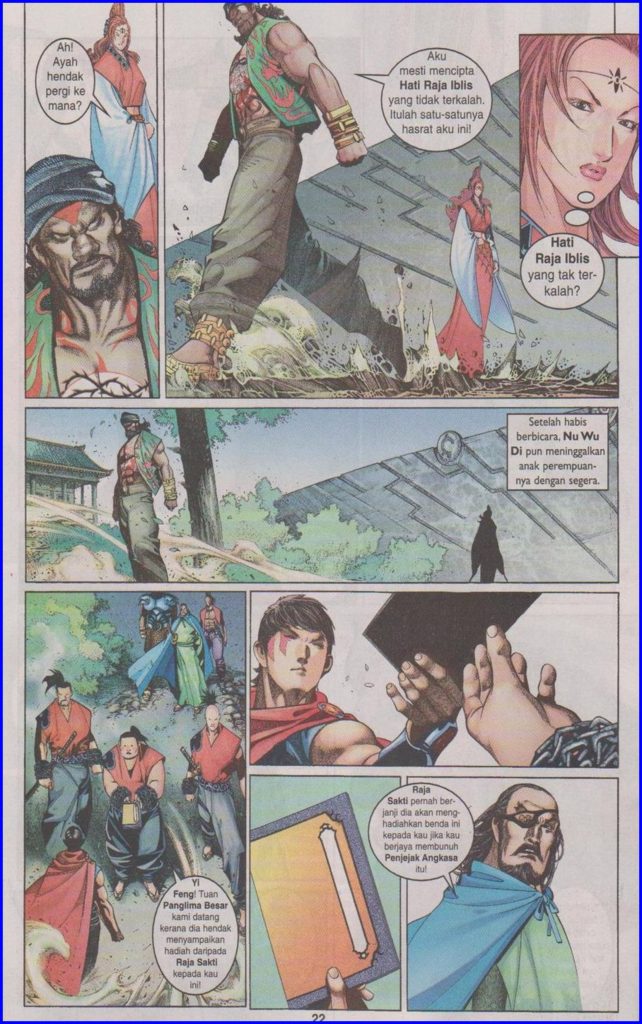 Ah!
Ayah
hendak
pergi ke
mana?
Aku
mesti mencipta
Hati Raja Iblis
yang tidak terkalah.
Itulah satu-satunya
hasrat aku ini!
Hati
Raja Iblis
yang tak ter-
kalah?
Setelah habis
berbicara, Nu Wu
Di pun meninggalkan
anak perempuan-
nya dengan segera.
Yi
Feng! Tuan
Panglima Besar
kami datang
kerana dia hendak
menyampaikan
hadiah daripada
Raja Sakti
kepada kau
ini!
Raja
Sakti pernah ber-
janji dia akan meng-
hadiahkan benda ini
kepada kau jika kau
berjaya membunuh
Penjejak Angkasa
itu!
22